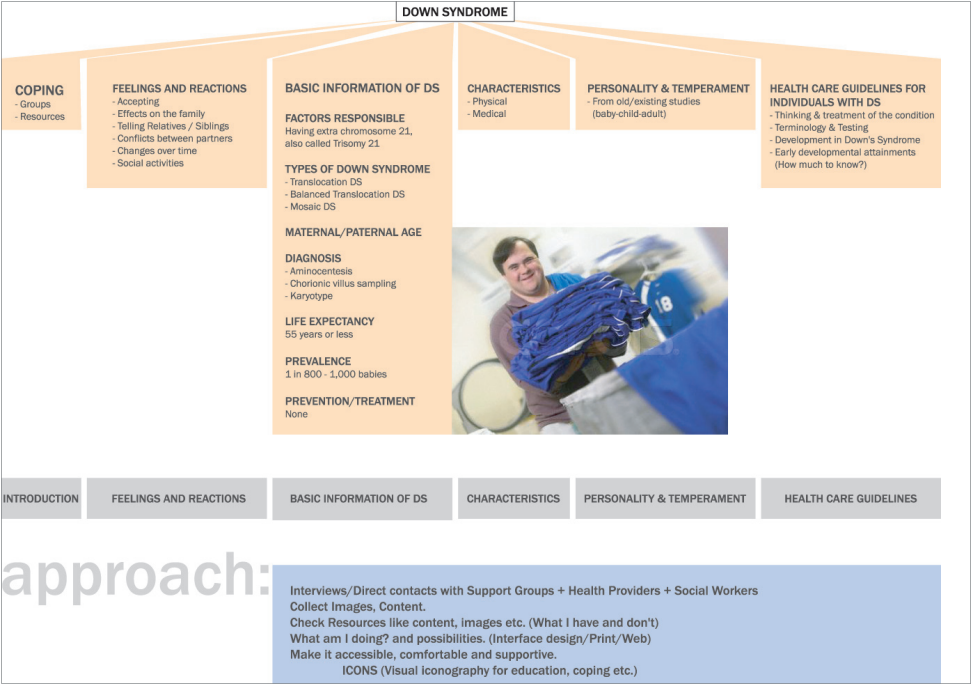 DOWN SYNDROME
COPING
- Groups
- Resources
FEELINGS AND REACTIONS
- Accepting
- Effects on the family
- Telling Relatives / Siblings
- Conflicts between partners
- Changes over time
- Social activities
BASIC INFORMATION OF DS
FACTORS RESPONSIBLE
Having extra chromosome 21,
also called Trisomy 21
TYPES OF DOWN SYNDROME
- Translocation DS
- Balanced Translocation DS
- Mosaic DS
MATERNAL/PATERNAL AGE
DIAGNOSIS
- Aminocentesis
- Chorionic villus sampling
- Karyotype
LIFE EXPECTANCY
55 years or less
PREVALENCE
1 in 800 - 1,000 babies
PREVENTION/TREATMENT
None
CHARACTERISTICS
- Physical
- Medical
PERSONALITY & TEMPERAMENT
- From old/existing studies
(baby-child-adult)
HEALTH CARE GUIDELINES FOR
INDIVIDUALS WITH DS
- Thinking & treatment of the condition
- Terminology & Testing
- Development in Down's Syndrome
- Early developmental attainments
(How much to know?)
18
INTRODUCTION
FEELINGS AND REACTIONS
BASIC INFORMATION OF DS
CHARACTERISTICS
PERSONALITY & TEMPERAMENT
HEALTH CARE GUIDELINES
approach:
Interviews/Direct contacts with Support Groups + Health Providers + Social Workers
Collect Images, Content.
Check Resources like content, images etc. (What I have and don't)
What am I doing? and possibilities. (Interface design/Print/Web)
Make it accessible, comfortable and supportive.
ICONS (Visual iconography for education, coping etc.)